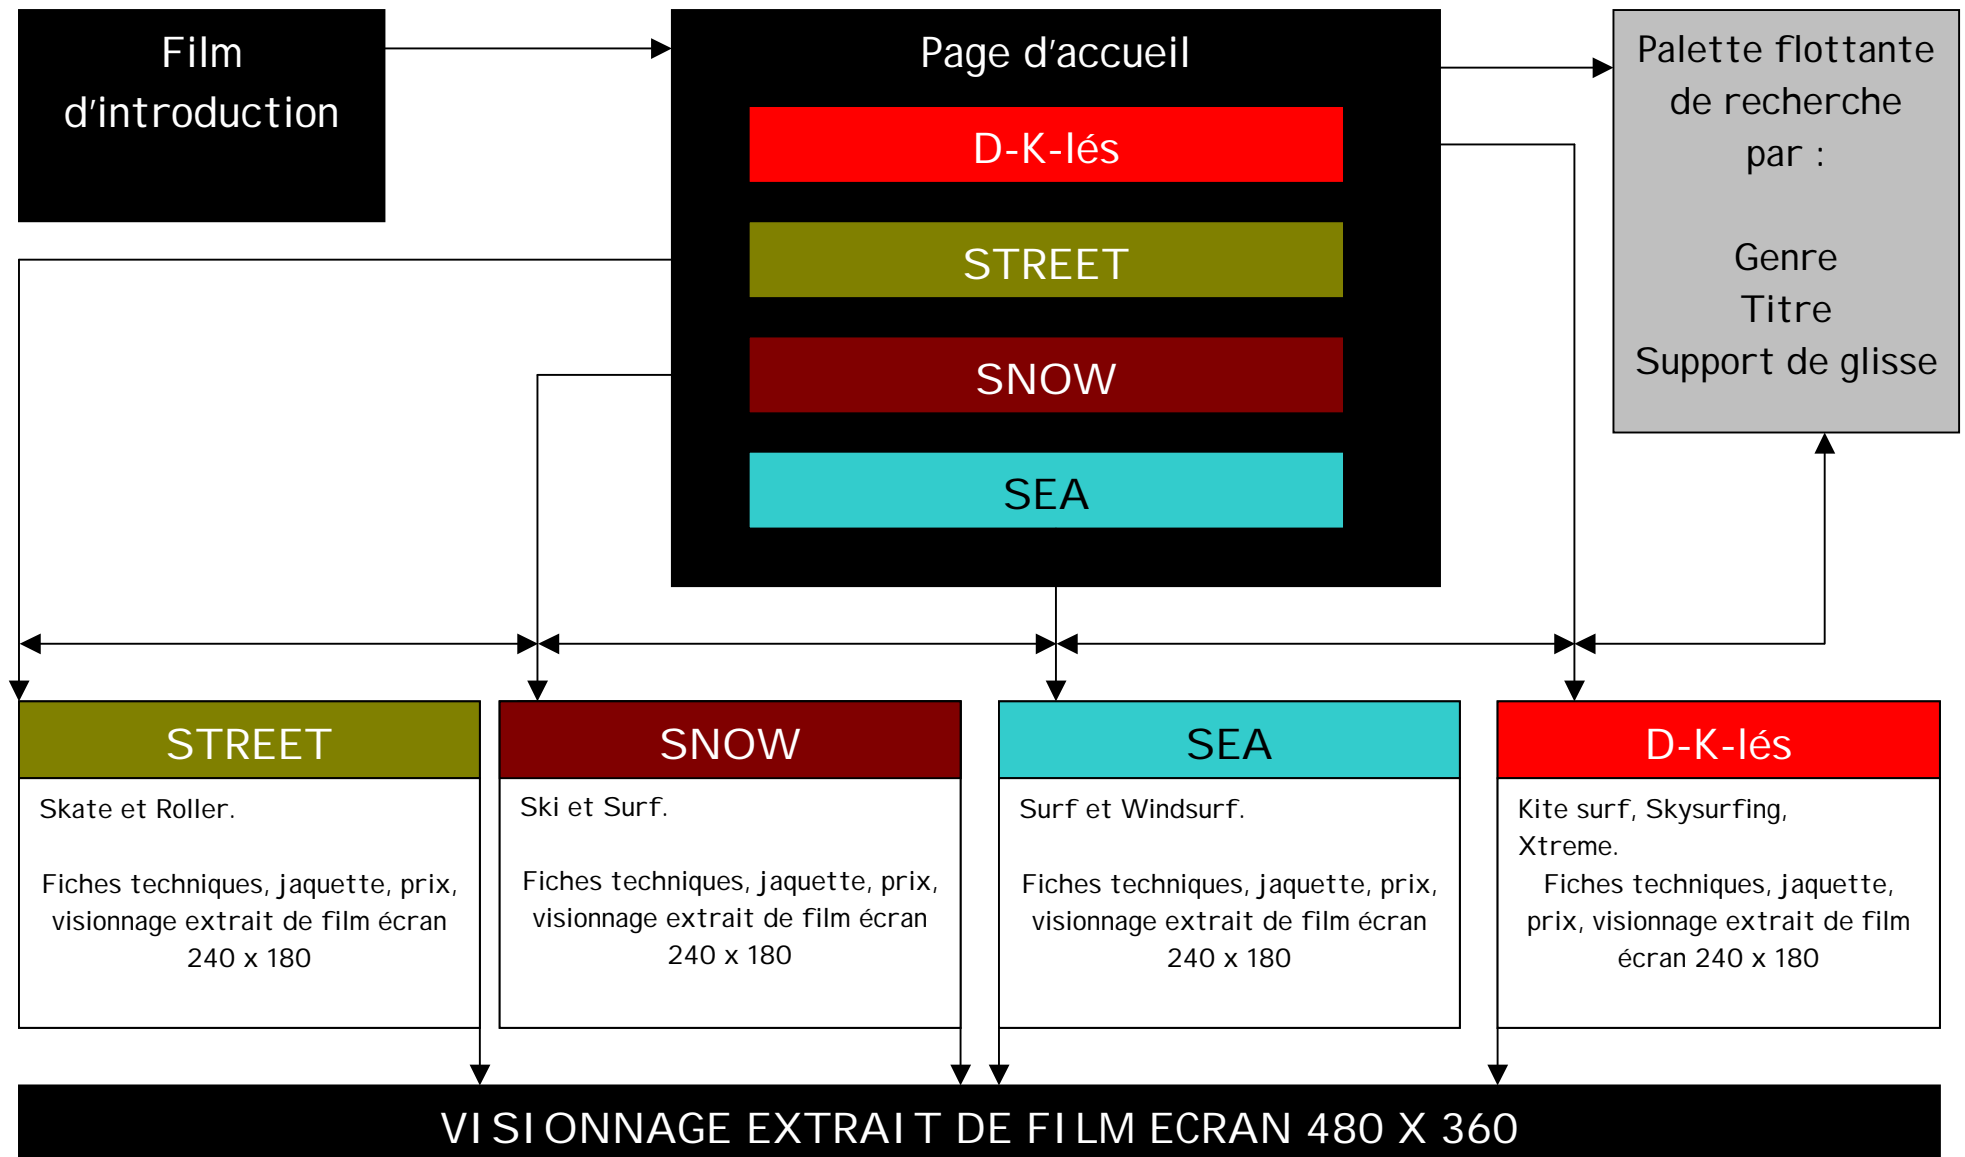 Film
d'introduction
Page d'accueil
D-K-lés
STREET
SNOW
SEA
Palette flottante
de recherche
par :
Genre
Titre
Support de glisse
STREET
Skate et Roller.
Fiches techniques, jaquette, prix,
visionnage extrait de film écran
240 x 180
SNOW
Ski et Surf.
Fiches techniques, jaquette, prix,
visionnage extrait de film écran
240 x 180
SEA
Surf et Windsurf.
Fiches techniques, jaquette, prix,
visionnage extrait de film écran
240 x 180
D-K-lés
Kite surf, Skysurfing,
Xtreme.
Fiches techniques, jaquette,
prix, visionnage extrait de film
écran 240 x 180
VISIONNAGE EXTRAIT DE FILM ECRAN 480 X 360